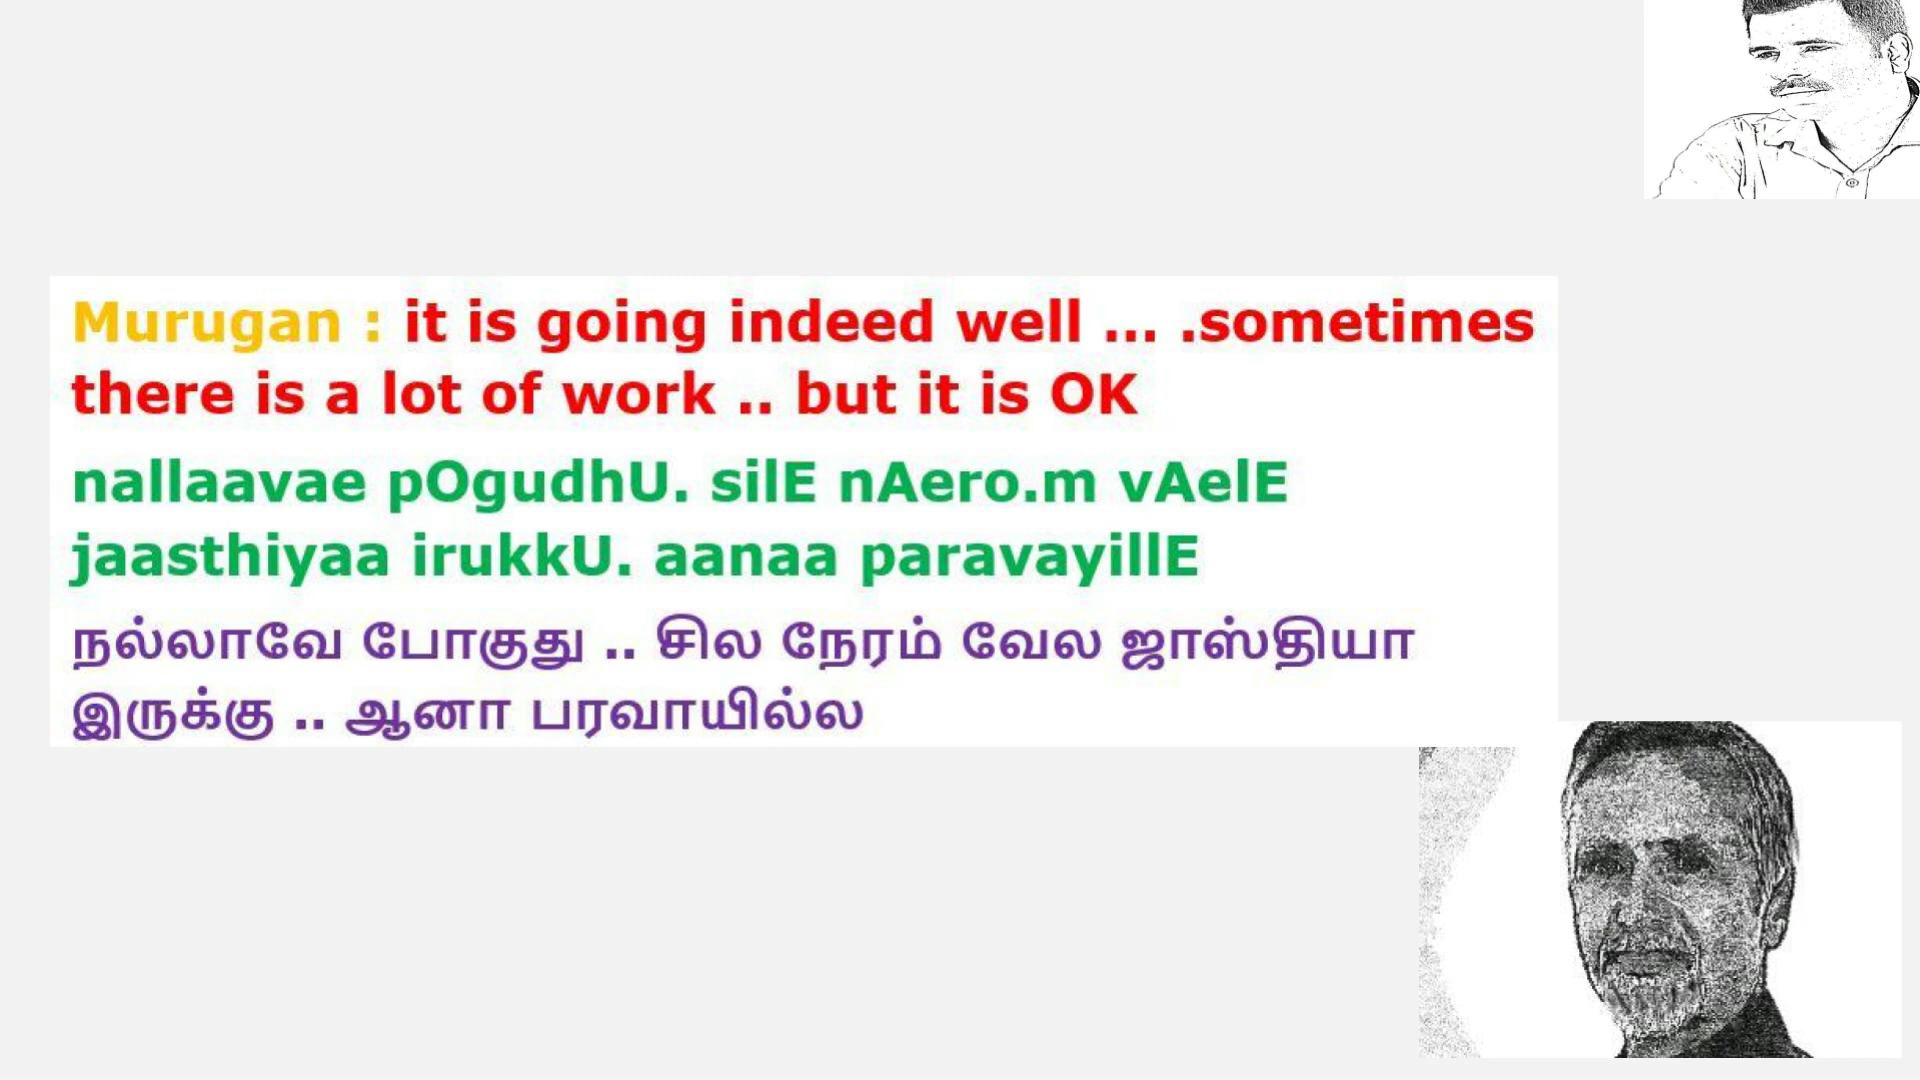 Murugan : it is going indeed well ... .sometimes
there is a lot of work .. but it is OK
nallaavae pOgudhU. silE nAero.m vAelE
jaasthiyaa irukkU. aanaa paravayillE
நல்லாவே போகுது .. சில நேரம் வேல ஜாஸ்தியா
இருக்கு .. ஆனா பரவாயில்ல